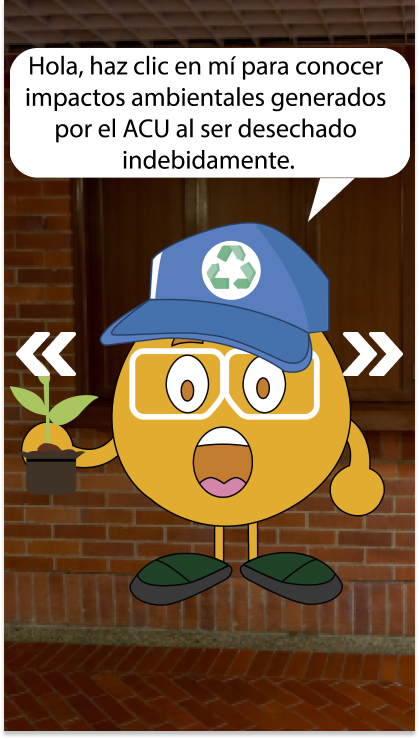 Hola, haz clic en mí para conocer
impactos ambientales generados
por el ACU al ser desechado
indebidamente.